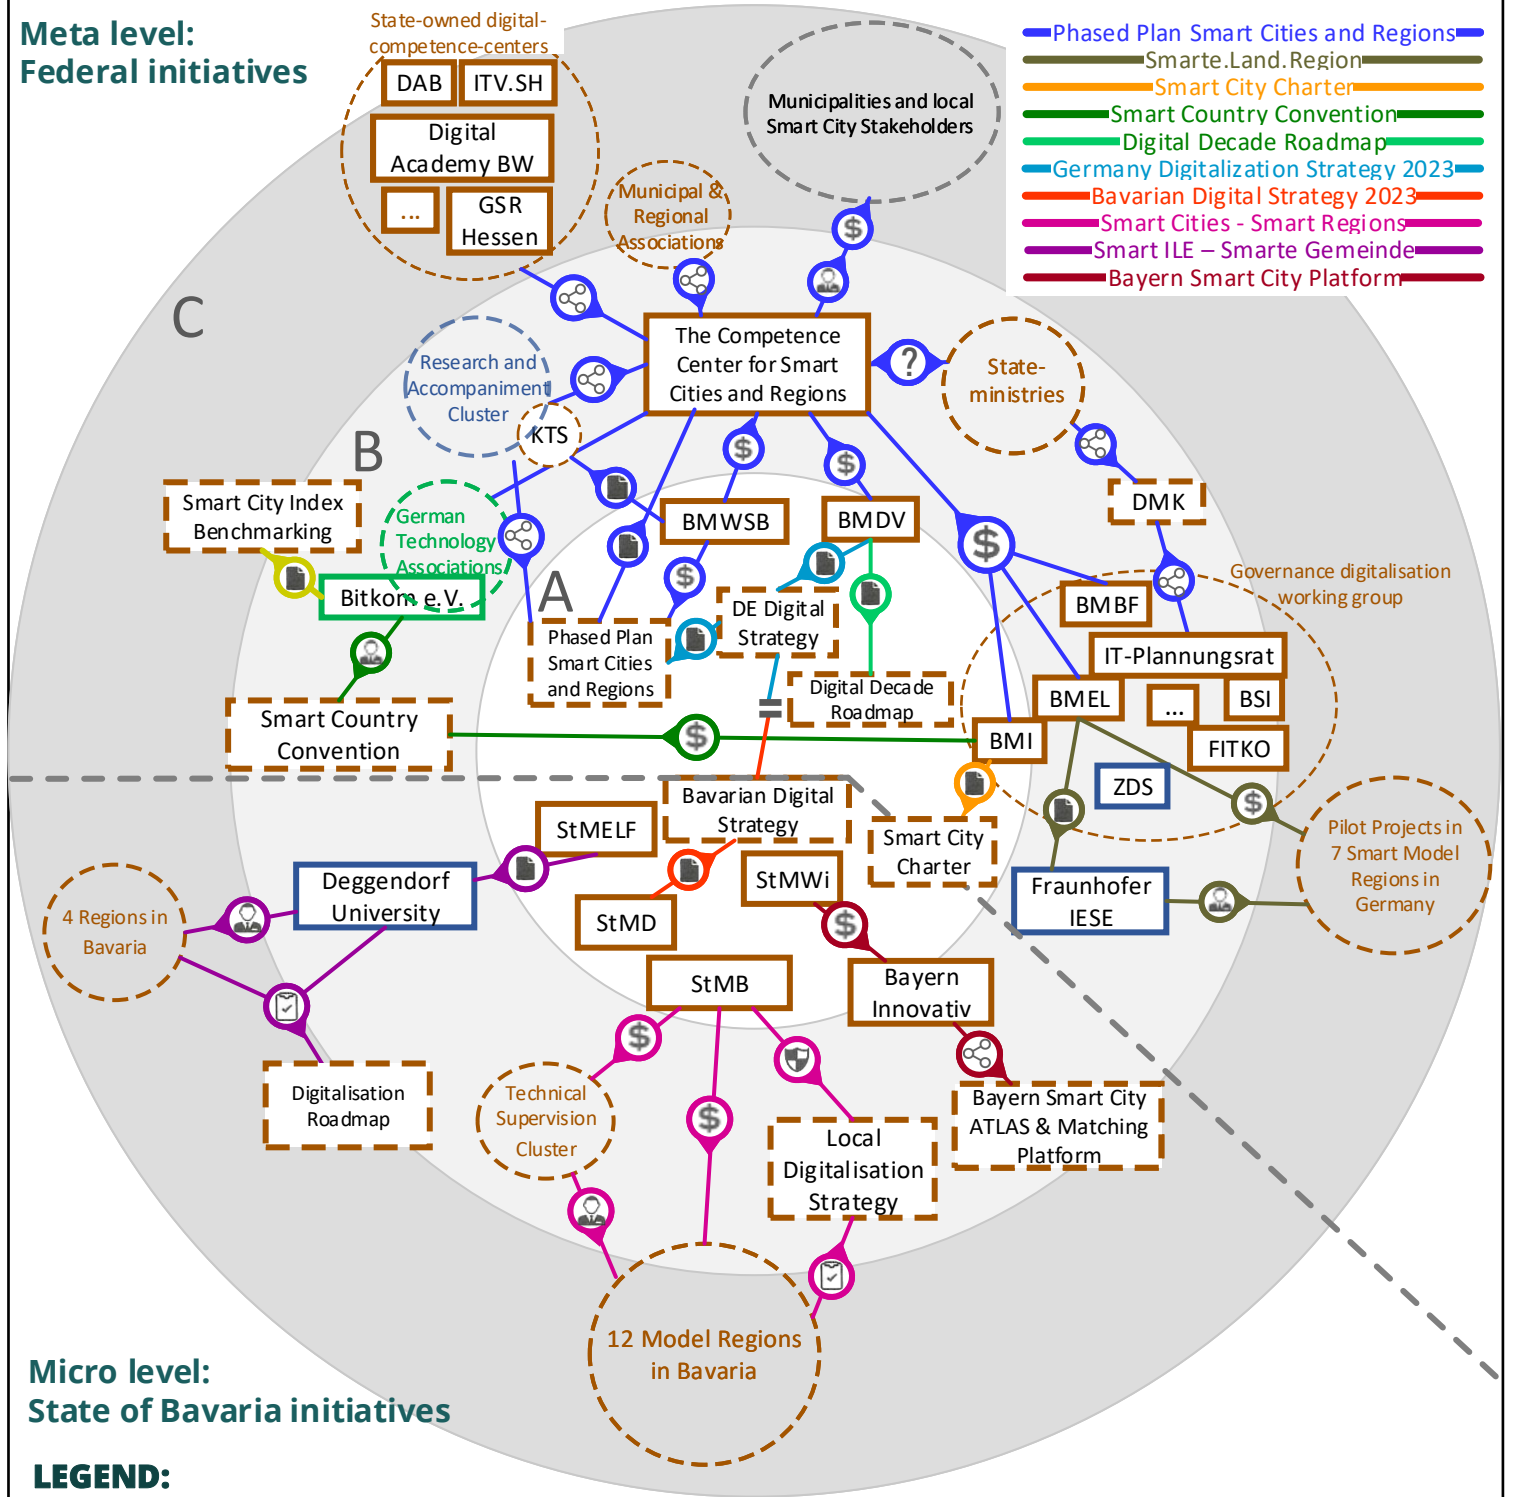 Meta level:
Federal initiatives
State-owned digital-
competence-centers
DAB
ITV.SH
Digital
Academy BW
...
GSR
Hessen
Municipal &
Regional
Associations
Municipalities and local
Smart City Stakeholders
Phased Plan Smart Cities and Regions
Smarte.Land.Region
Smart City Charter
Smart Country Convention
Digital Decade Roadmap
Germany Digitalization Strategy 2023
Bavarian Digital Strategy 2023
Smart Cities - Smart Regions
Smart ILE – Smarte Gemeinde
Bayern Smart City Platform
C
The Competence
Center for Smart
Cities and Regions
Research and
Accompaniment
Cluster
KTS
?
State-
ministries
B
$
$
$
DMK
Smart City Index
Benchmarking
German
Technology
Associations
Bitkom e.V.
BMWSB
BMDV
$
A
$
DE Digital
Strategy
Phased Plan
Smart Cities
and Regions
Digital Decade
Roadmap
Governance digitalisation
working group
BMBF
IT-Plannungsrat
BMEL
...
BSI
FITKO
BMI
ZDS
Smart Country
Convention
$
$
Bavarian Digital
Strategy
Smart City
Charter
Pilot Projects in
7 Smart Model
Regions in
Germany
StMELF
StMWi
StMD
$
Fraunhofer
IESE
Deggendorf
University
4 Regions in
Bavaria
StMB
Bayern
Innovativ
$
$
Digitalisation
Roadmap
Technical
Supervision
Cluster
Local
Digitalisation
Strategy
Bayern Smart City
ATLAS & Matching
Platform
12 Model Regions
in Bavaria
Micro level:
State of Bavaria initiatives
LEGEND: